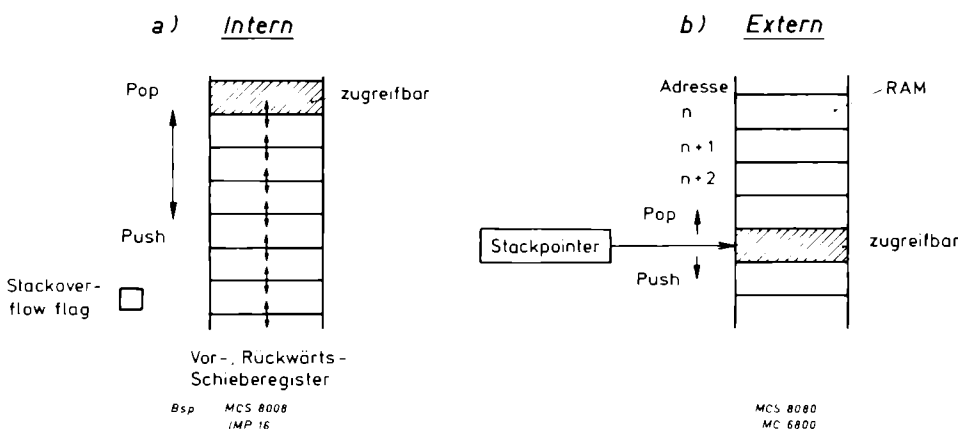 a) Intern
Pop
zugreifbar
Push
Stackover-
flow flag
Vor-, Rückwärts-
Schieberegister
Bsp MCS 8008
IMP 16
b) Extern
Adresse
RAM
n
n + 1
n + 2
Pop
Stackpointer
zugreifbar
Push
MCS 8080
MC 6800